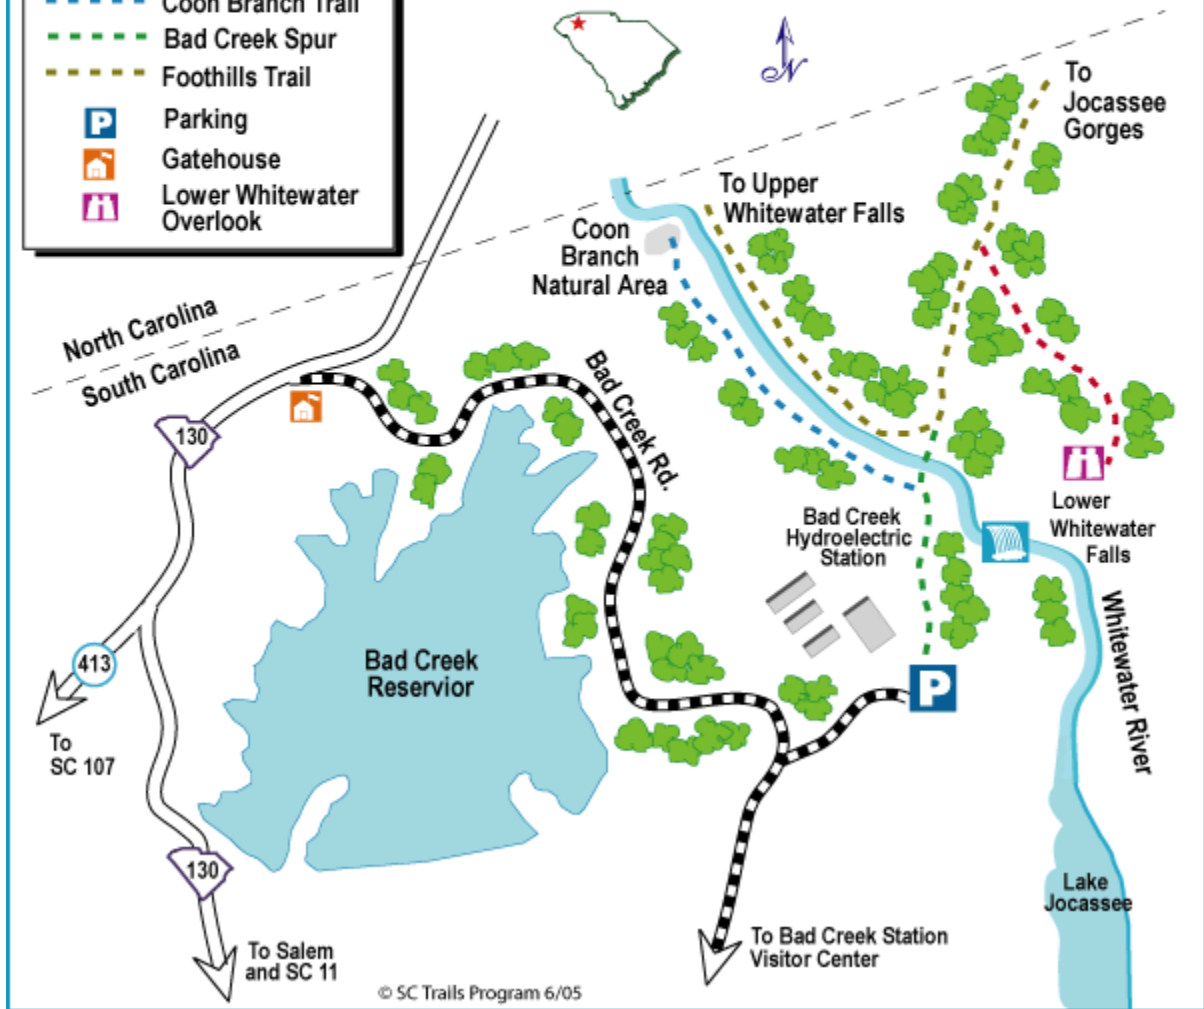 Coon Branch Trail
Bad Creek Spur
Foothills Trail
P
Parking
Gatehouse
Lower Whitewater
Overlook
N
To
Jocassee
Gorges
To Upper
Whitewater Falls
Coon
Branch
Natural Area
North Carolina
South Carolina
130
Bad Creek Rd.
Lower
Whitewater
Falls
Bad Creek
Hydroelectric
Station
Whitewater River
413
To
SC 107
Bad Creek
Reservior
P
130
Lake
Jocassee
To Salem
and SC 11
To Bad Creek Station
Visitor Center
© SC Trails Program 6/05